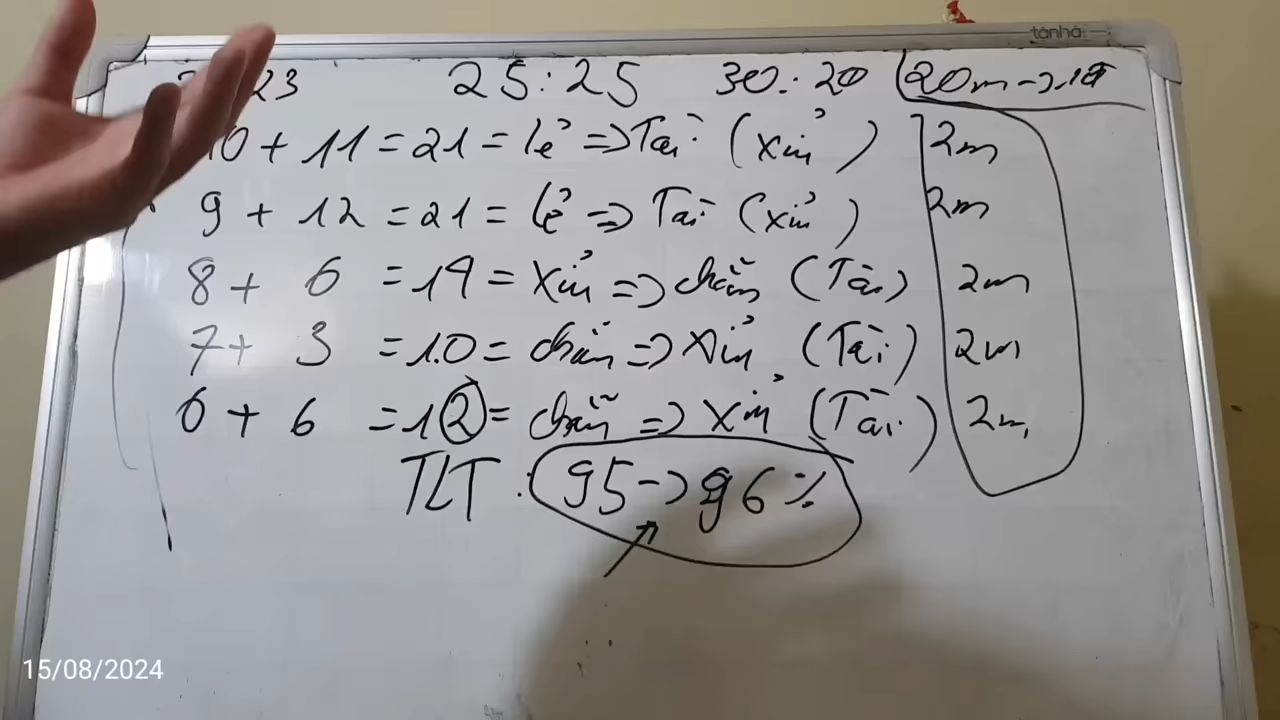 tânhà
23 25:25 30:20 20m->
10 + 11 = 21 = lẻ => Tài (xỉu) 2m
9 + 12 = 21 = lẻ => Tài (xỉu) 2m
8 + 6 = 19 = xỉu => chẵn (Tài) 2m
7 + 3 = 10 = chẵn => xỉu (Tài) 2m
6 + 6 = 12 = chẵn => xỉu (Tài) 2m
TLT: 95 -> 96%
15/08/2024